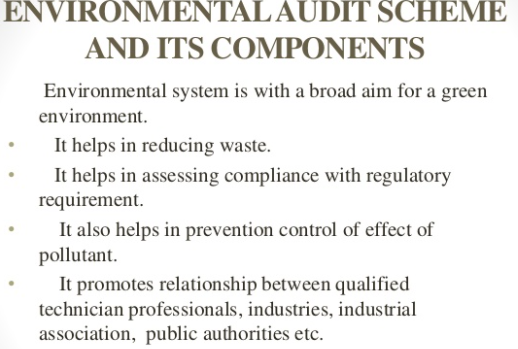 ENVIRONMENTAL AUDIT SCHEME
AND ITS COMPONENTS
Environmental system is with a broad aim for a green
environment.
• It helps in reducing waste.
• It helps in assessing compliance with regulatory
requirement.
• It also helps in prevention control of effect of
pollutant.
• It promotes relationship between qualified
technician professionals, industries, industrial
association, public authorities etc.